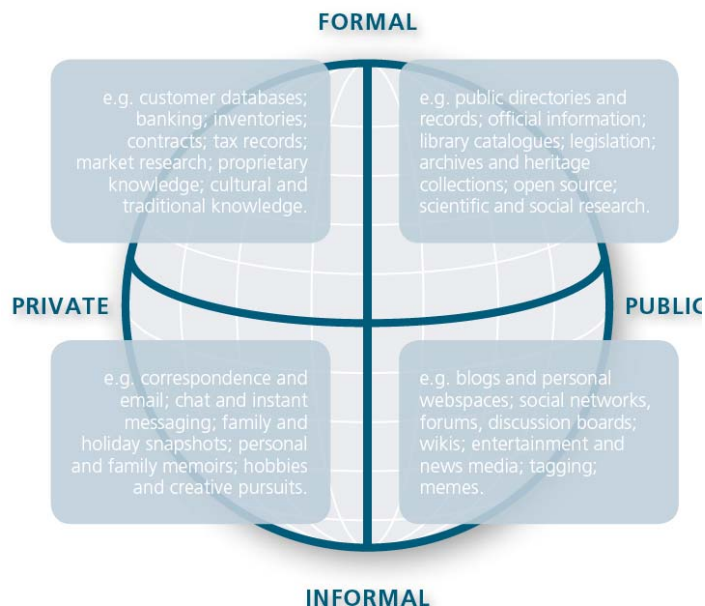 FORMAL
e.g. customer databases;
banking; inventories;
contracts; tax records;
market research; proprietary
knowledge; cultural and
traditional knowledge.
e.g. public directories and
records; official information;
library catalogues; legislation;
archives and heritage
collections; open source;
scientific and social research.
PRIVATE
PUBLIC
e.g. correspondence and
email; chat and instant
messaging; family and
holiday snapshots; personal
and family memoirs; hobbies
and creative pursuits.
e.g. blogs and personal
webspaces; social networks,
forums, discussion boards;
wikis; entertainment and
news media; tagging;
memes.
INFORMAL